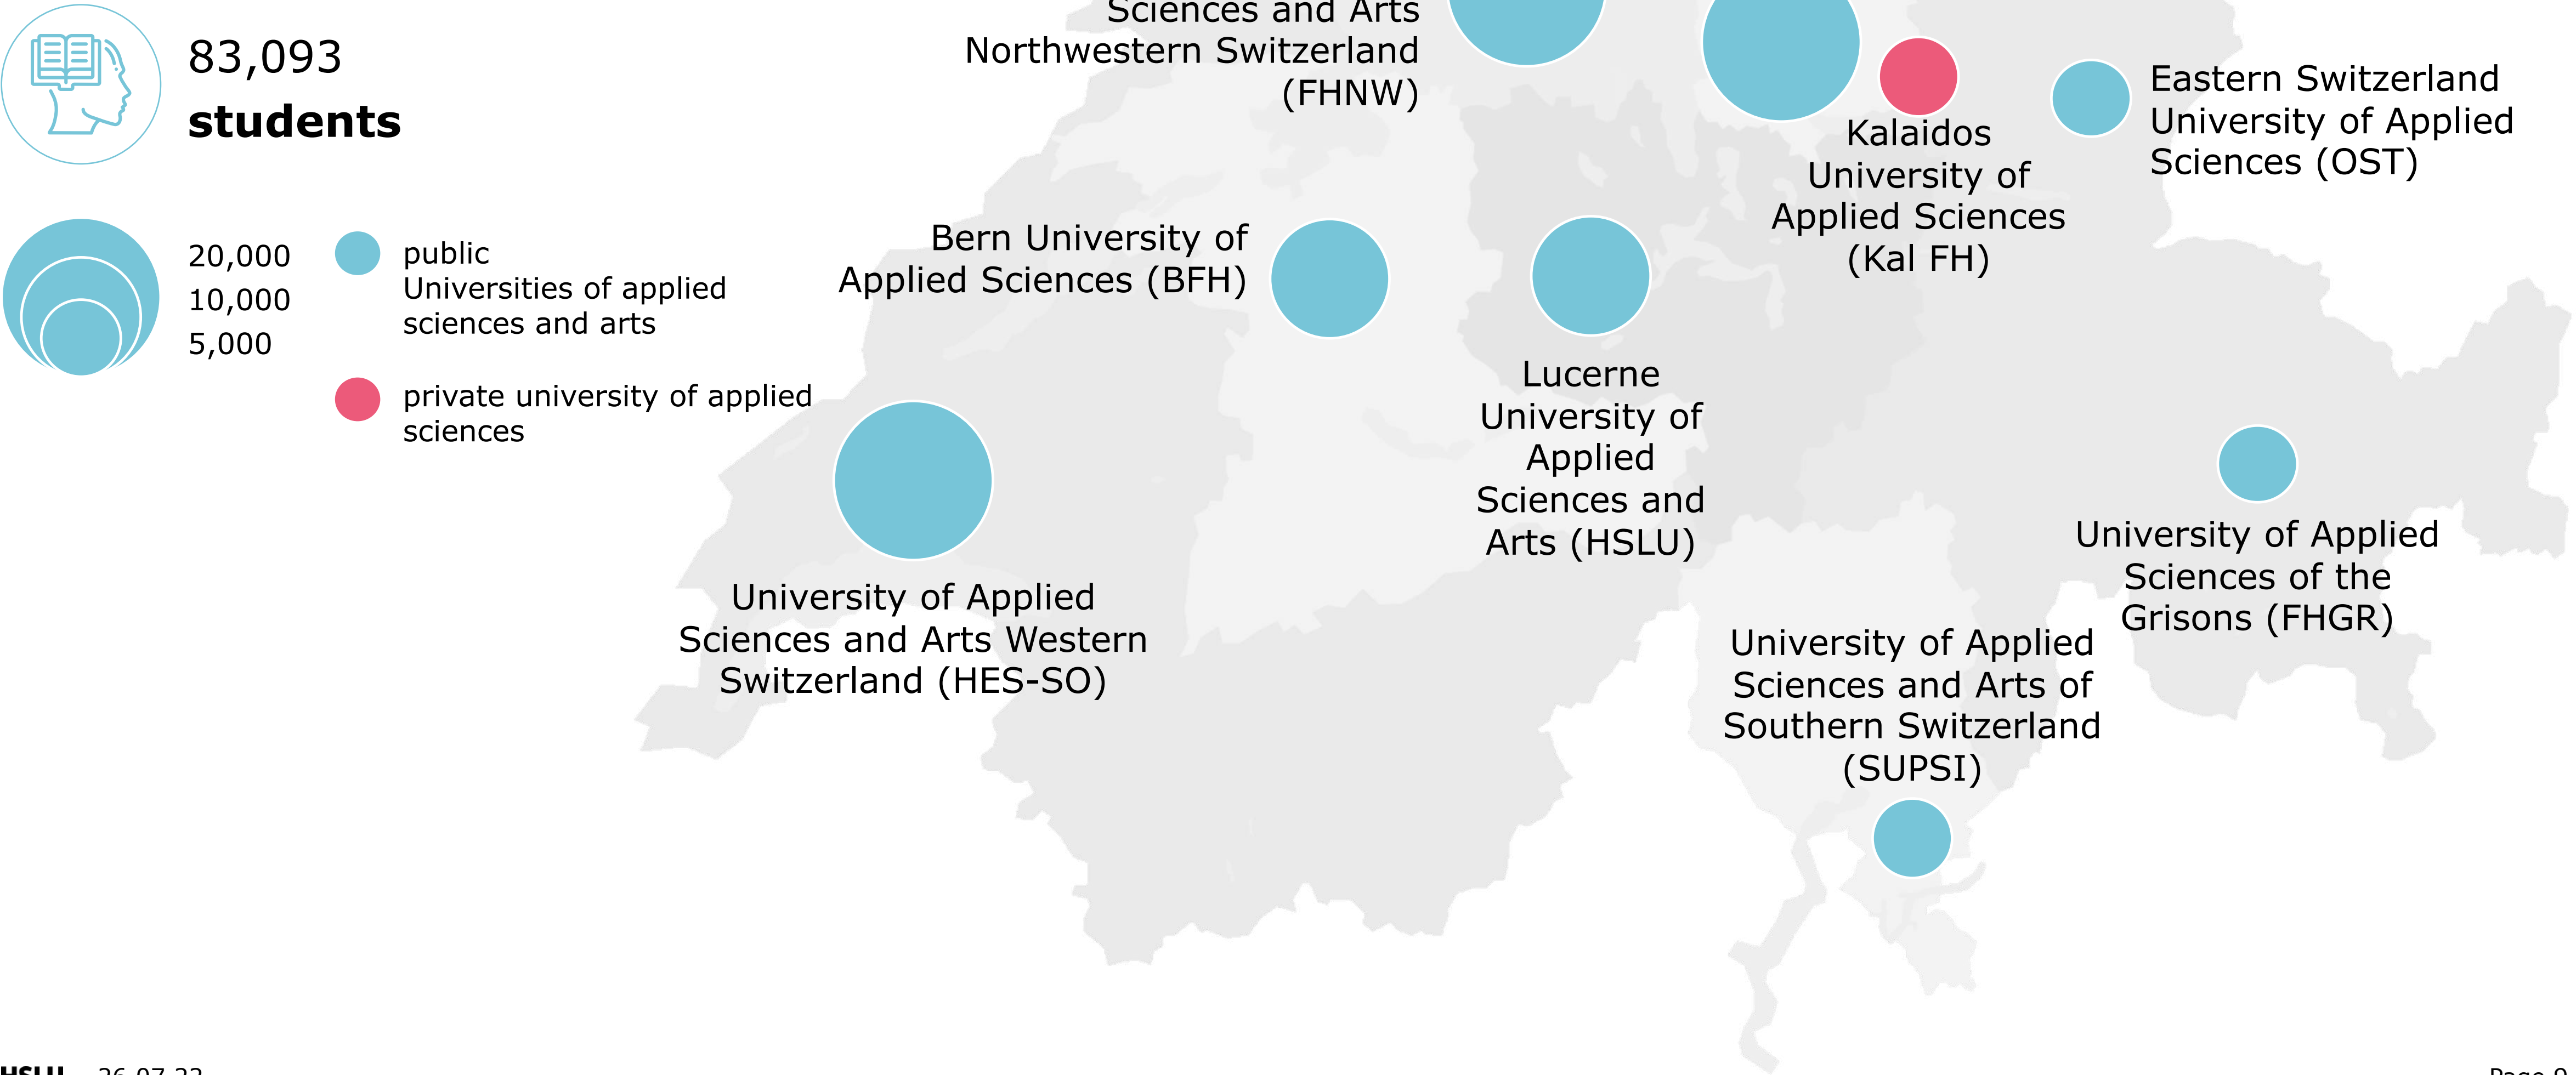 83,093
students
20,000
10,000
5,000
public
Universities of applied
sciences and arts
private university of applied
sciences
Sciences and Arts
Northwestern Switzerland
(FHNW)
Kalaidos
University of
Applied Sciences
(Kal FH)
Eastern Switzerland
University of Applied
Sciences (OST)
Bern University of
Applied Sciences (BFH)
Lucerne
University of
Applied
Sciences and
Arts (HSLU)
University of Applied
Sciences and Arts Western
Switzerland (HES-SO)
University of Applied
Sciences of the
Grisons (FHGR)
University of Applied
Sciences and Arts of
Southern Switzerland
(SUPSI)
HSLU
Page 9